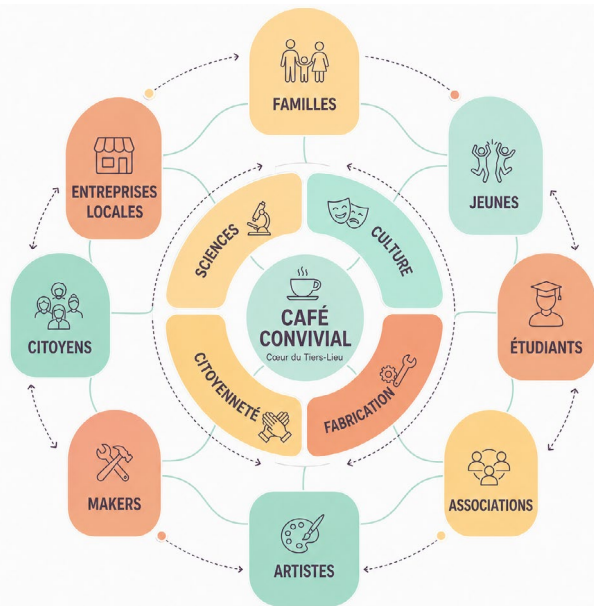 FAMILLES
ENTREPRISES
LOCALES
JEUNES
SCIENCES
CULTURE
CAFÉ
CONVIVIAL
Cœur du Tiers-Lieu
CITOYENS
ÉTUDIANTS
CITOYENNETÉ
FABRICATION
MAKERS
ASSOCIATIONS
ARTISTES